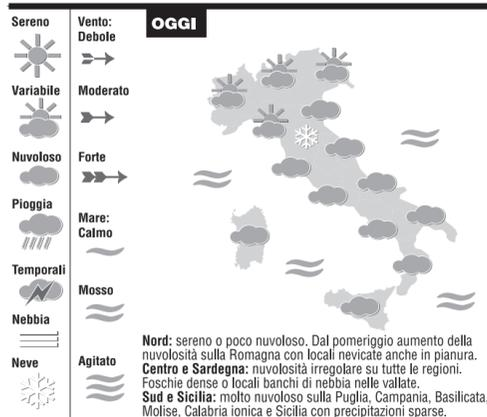 Sereno
Variabile
Nuvoloso
Pioggia
Temporali
Nebbia
Neve
Vento:
Debole
Moderato
Forte
Mare:
Calmo
Mosso
Agitato
OGGI
Nord: sereno o poco nuvoloso. Dal pomeriggio aumento della
nuvolosità sulla Romagna con locali nevicate anche in pianura.
Centro e Sardegna: nuvolosità irregolare su tutte le regioni.
Foschie dense o locali banchi di nebbia nelle vallate.
Sud e Sicilia: molto nuvoloso sulla Puglia, Campania, Basilicata,
Molise, Calabria ionica e Sicilia con precipitazioni sparse.